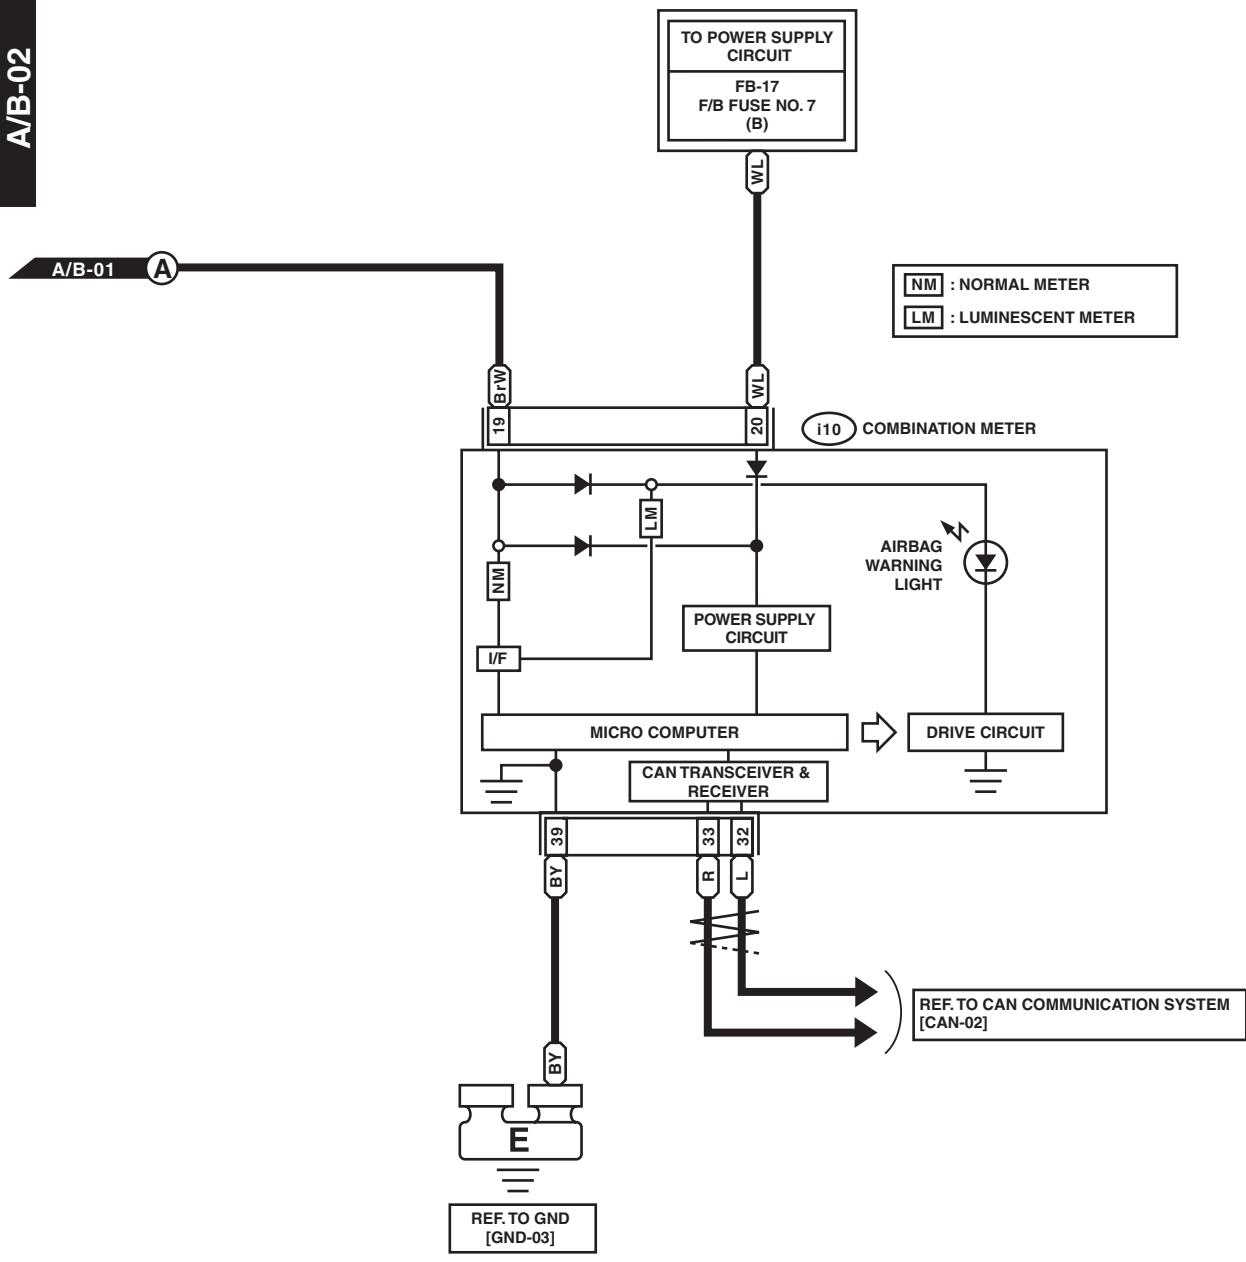 A/B-02
TO POWER SUPPLY
CIRCUIT
FB-17
F/B FUSE NO. 7
(B)
WL
A/B-01
A
NM : NORMAL METER
LM : LUMINESCENT METER
BrW
WL
19
20
i10 COMBINATION METER
LM
AIRBAG
WARNING
LIGHT
NM
POWER SUPPLY
CIRCUIT
I/F
MICRO COMPUTER
DRIVE CIRCUIT
CAN TRANSCEIVER &
RECEIVER
39
33
32
BY
R
L
REF. TO CAN COMMUNICATION SYSTEM
[CAN-02]
BY
E
REF. TO GND
[GND-03]